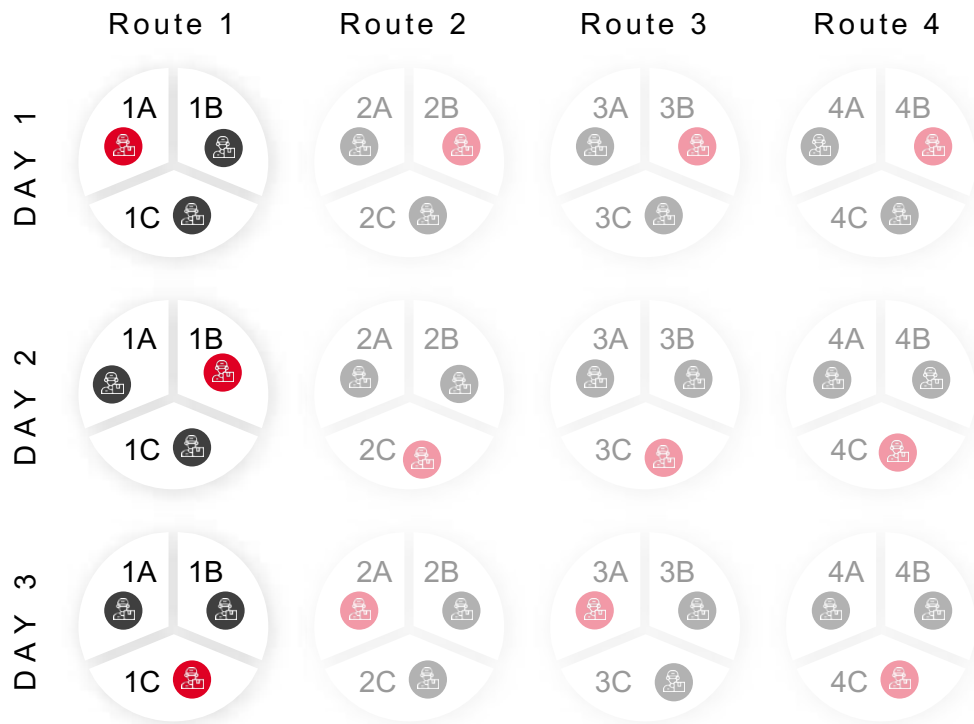 Route 1 Route 2 Route 3 Route 4
DAY 1
1A 1B 2A 2B 3A 3B 4A 4B
1C 2C 3C 4C
DAY 2
1A 1B 2A 2B 3A 3B 4A 4B
1C 2C 3C 4C
DAY 3
1A 1B 2A 2B 3A 3B 4A 4B
1C 2C 3C 4C